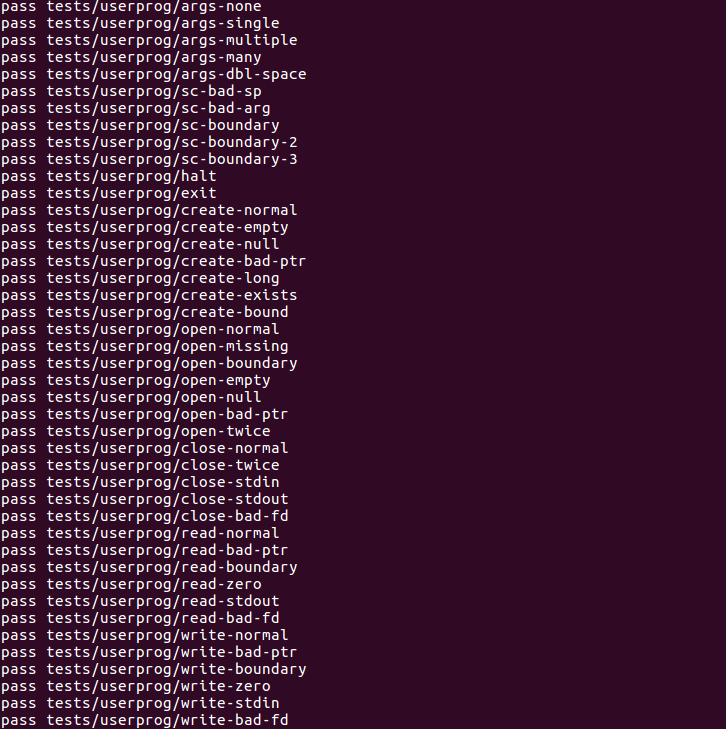 pass tests/userprog/args-none
pass tests/userprog/args-single
pass tests/userprog/args-multiple
pass tests/userprog/args-many
pass tests/userprog/args-dbl-space
pass tests/userprog/sc-bad-sp
pass tests/userprog/sc-bad-arg
pass tests/userprog/sc-boundary
pass tests/userprog/sc-boundary-2
pass tests/userprog/sc-boundary-3
pass tests/userprog/halt
pass tests/userprog/exit
pass tests/userprog/create-normal
pass tests/userprog/create-empty
pass tests/userprog/create-null
pass tests/userprog/create-bad-ptr
pass tests/userprog/create-long
pass tests/userprog/create-exists
pass tests/userprog/create-bound
pass tests/userprog/open-normal
pass tests/userprog/open-missing
pass tests/userprog/open-boundary
pass tests/userprog/open-empty
pass tests/userprog/open-null
pass tests/userprog/open-bad-ptr
pass tests/userprog/open-twice
pass tests/userprog/close-normal
pass tests/userprog/close-twice
pass tests/userprog/close-stdin
pass tests/userprog/close-stdout
pass tests/userprog/close-bad-fd
pass tests/userprog/read-normal
pass tests/userprog/read-bad-ptr
pass tests/userprog/read-boundary
pass tests/userprog/read-zero
pass tests/userprog/read-stdout
pass tests/userprog/read-bad-fd
pass tests/userprog/write-normal
pass tests/userprog/write-bad-ptr
pass tests/userprog/write-boundary
pass tests/userprog/write-zero
pass tests/userprog/write-stdin
pass tests/userprog/write-bad-fd